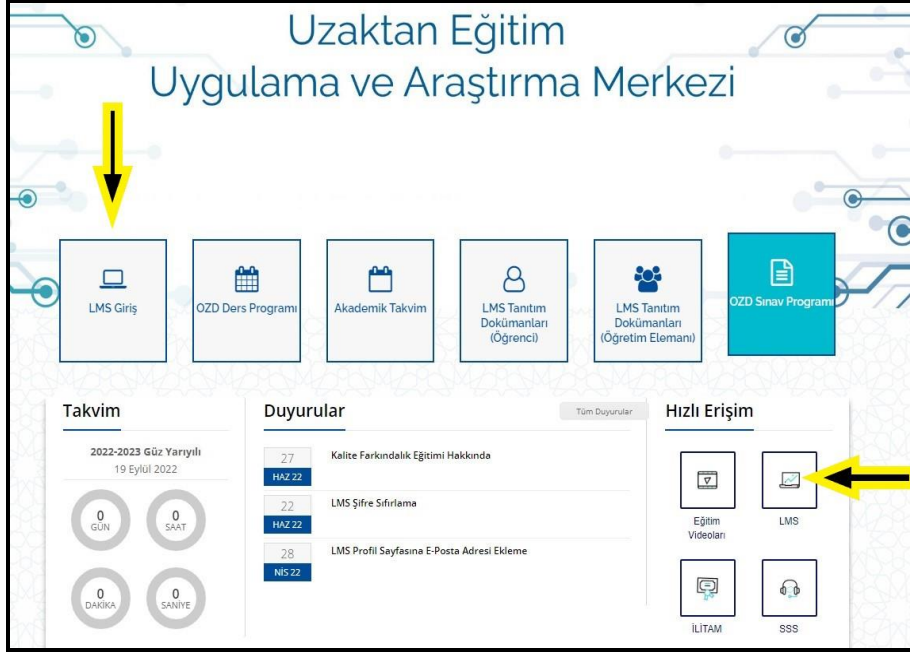 Uzaktan Eğitim
Uygulama ve Araştırma Merkezi
LMS Giriş
OZD Ders Programı
Akademik Takvim
LMS Tanıtım
Dokümanları
(Öğrenci)
LMS Tanıtım
Dokümanları
(Öğretim Elemanı)
OZD Sınav Programı
Takvim
2022-2023 Güz Yarıyılı
19 Eylül 2022
0
GÜN
0
SAAT
0
DAKİKA
0
SANİYE
Duyurular
Tüm Duyurular
27
HAZ 22
Kalite Farkındalık Eğitimi Hakkında
22
HAZ 22
LMS Şifre Sıfırlama
28
NİS 22
LMS Profil Sayfasına E-Posta Adresi Ekleme
Hızlı Erişim
Eğitim
Videoları
LMS
İLİTAM
SSS